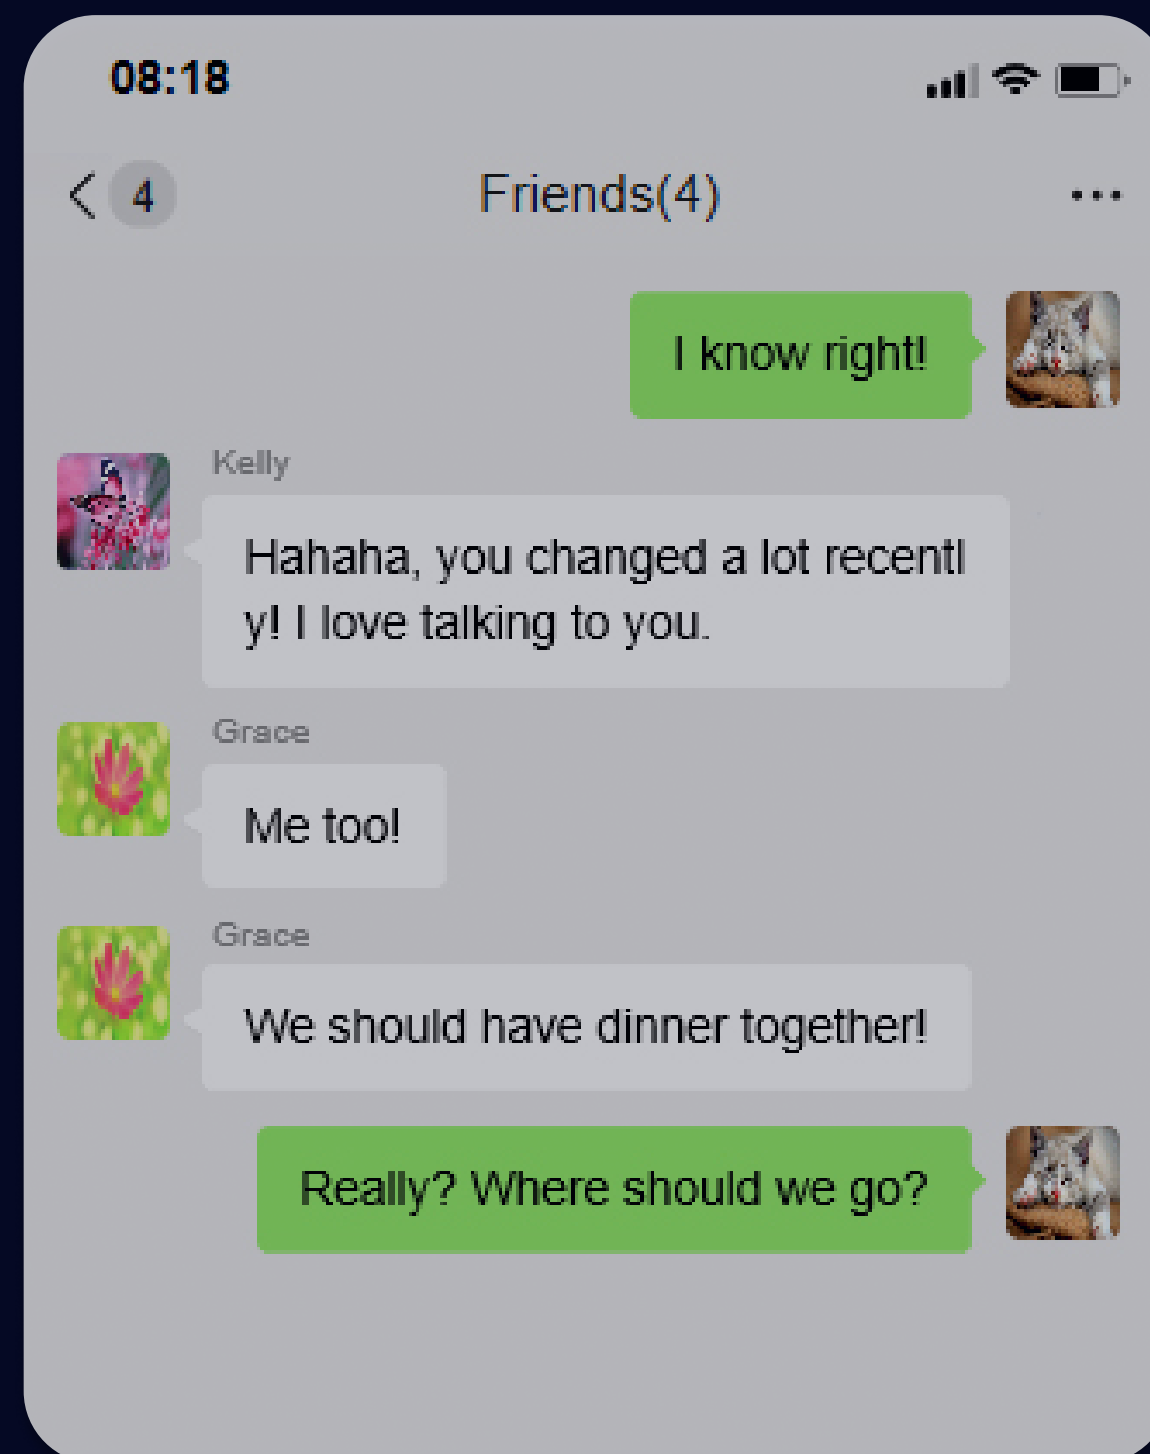 08:18
4
Friends(4)
I know right!
Kelly
Hahaha, you changed a lot recentl
y! I love talking to you.
Grace
Me too!
Grace
We should have dinner together!
Really? Where should we go?